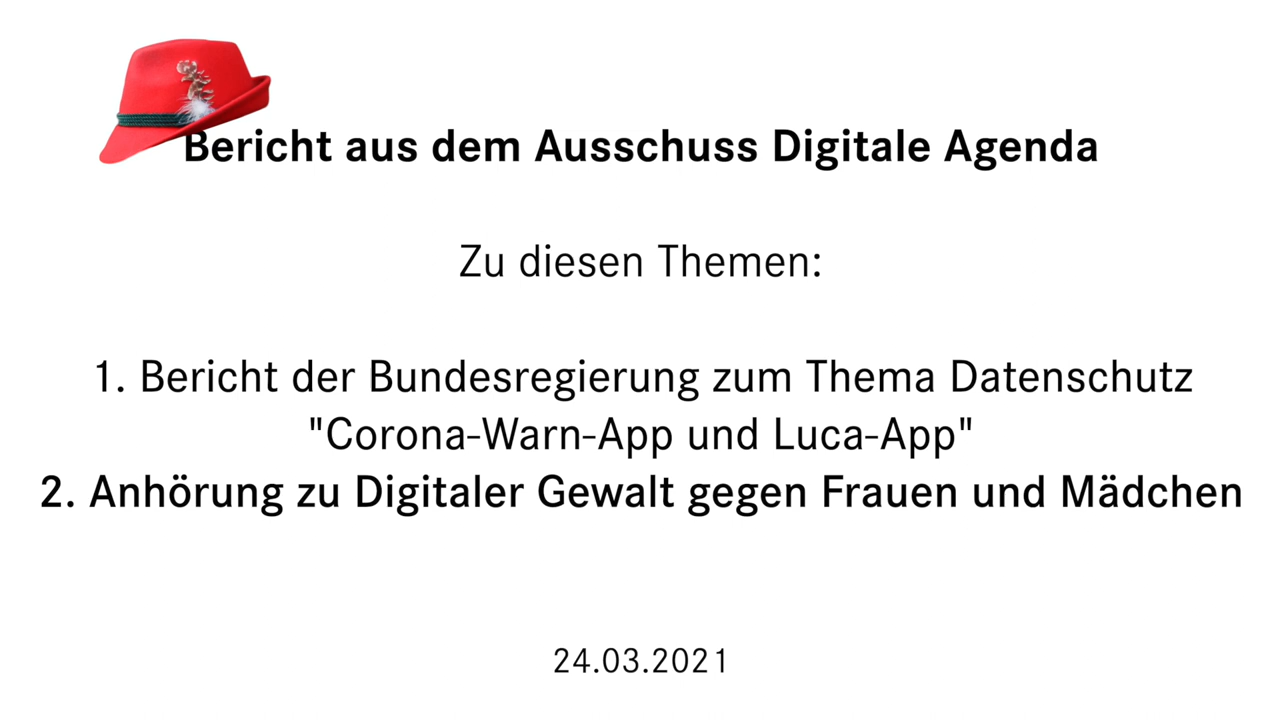 Bericht aus dem Ausschuss Digitale Agenda
Zu diesen Themen:
1. Bericht der Bundesregierung zum Thema Datenschutz
"Corona-Warn-App und Luca-App"
2. Anhörung zu Digitaler Gewalt gegen Frauen und Mädchen
24.03.2021